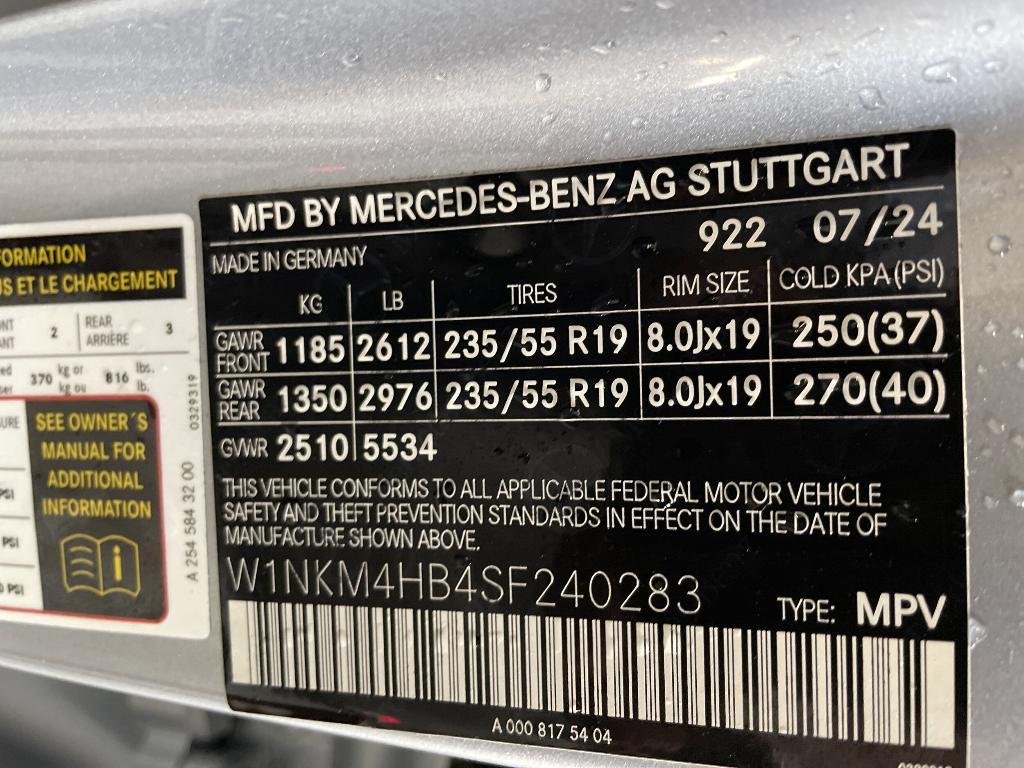 FORMATION
US ET LE CHARGEMENT
2
REAR
ARRIÈRE
3
370
kg or
kg ou
816
lbs.
lb.
SEE OWNER´S
MANUAL FOR
ADDITIONAL
INFORMATION
PSI
PSI
PSI
0329319
A 254 584 32 00
MFD BY MERCEDES-BENZ AG STUTTGART
MADE IN GERMANY
922 07/24
KG LB TIRES RIM SIZE COLD KPA(PSI)
GAWR FRONT 1185 2612 235/55 R19 8.0Jx19 250(37)
GAWR REAR 1350 2976 235/55 R19 8.0Jx19 270(40)
GVWR 2510 5534
THIS VEHICLE CONFORMS TO ALL APPLICABLE FEDERAL MOTOR VEHICLE
SAFETY AND THEFT PREVENTION STANDARDS IN EFFECT ON THE DATE OF
MANUFACTURE SHOWN ABOVE.
W1NKM4HB4SF240283
TYPE: MPV
A 000 817 54 04